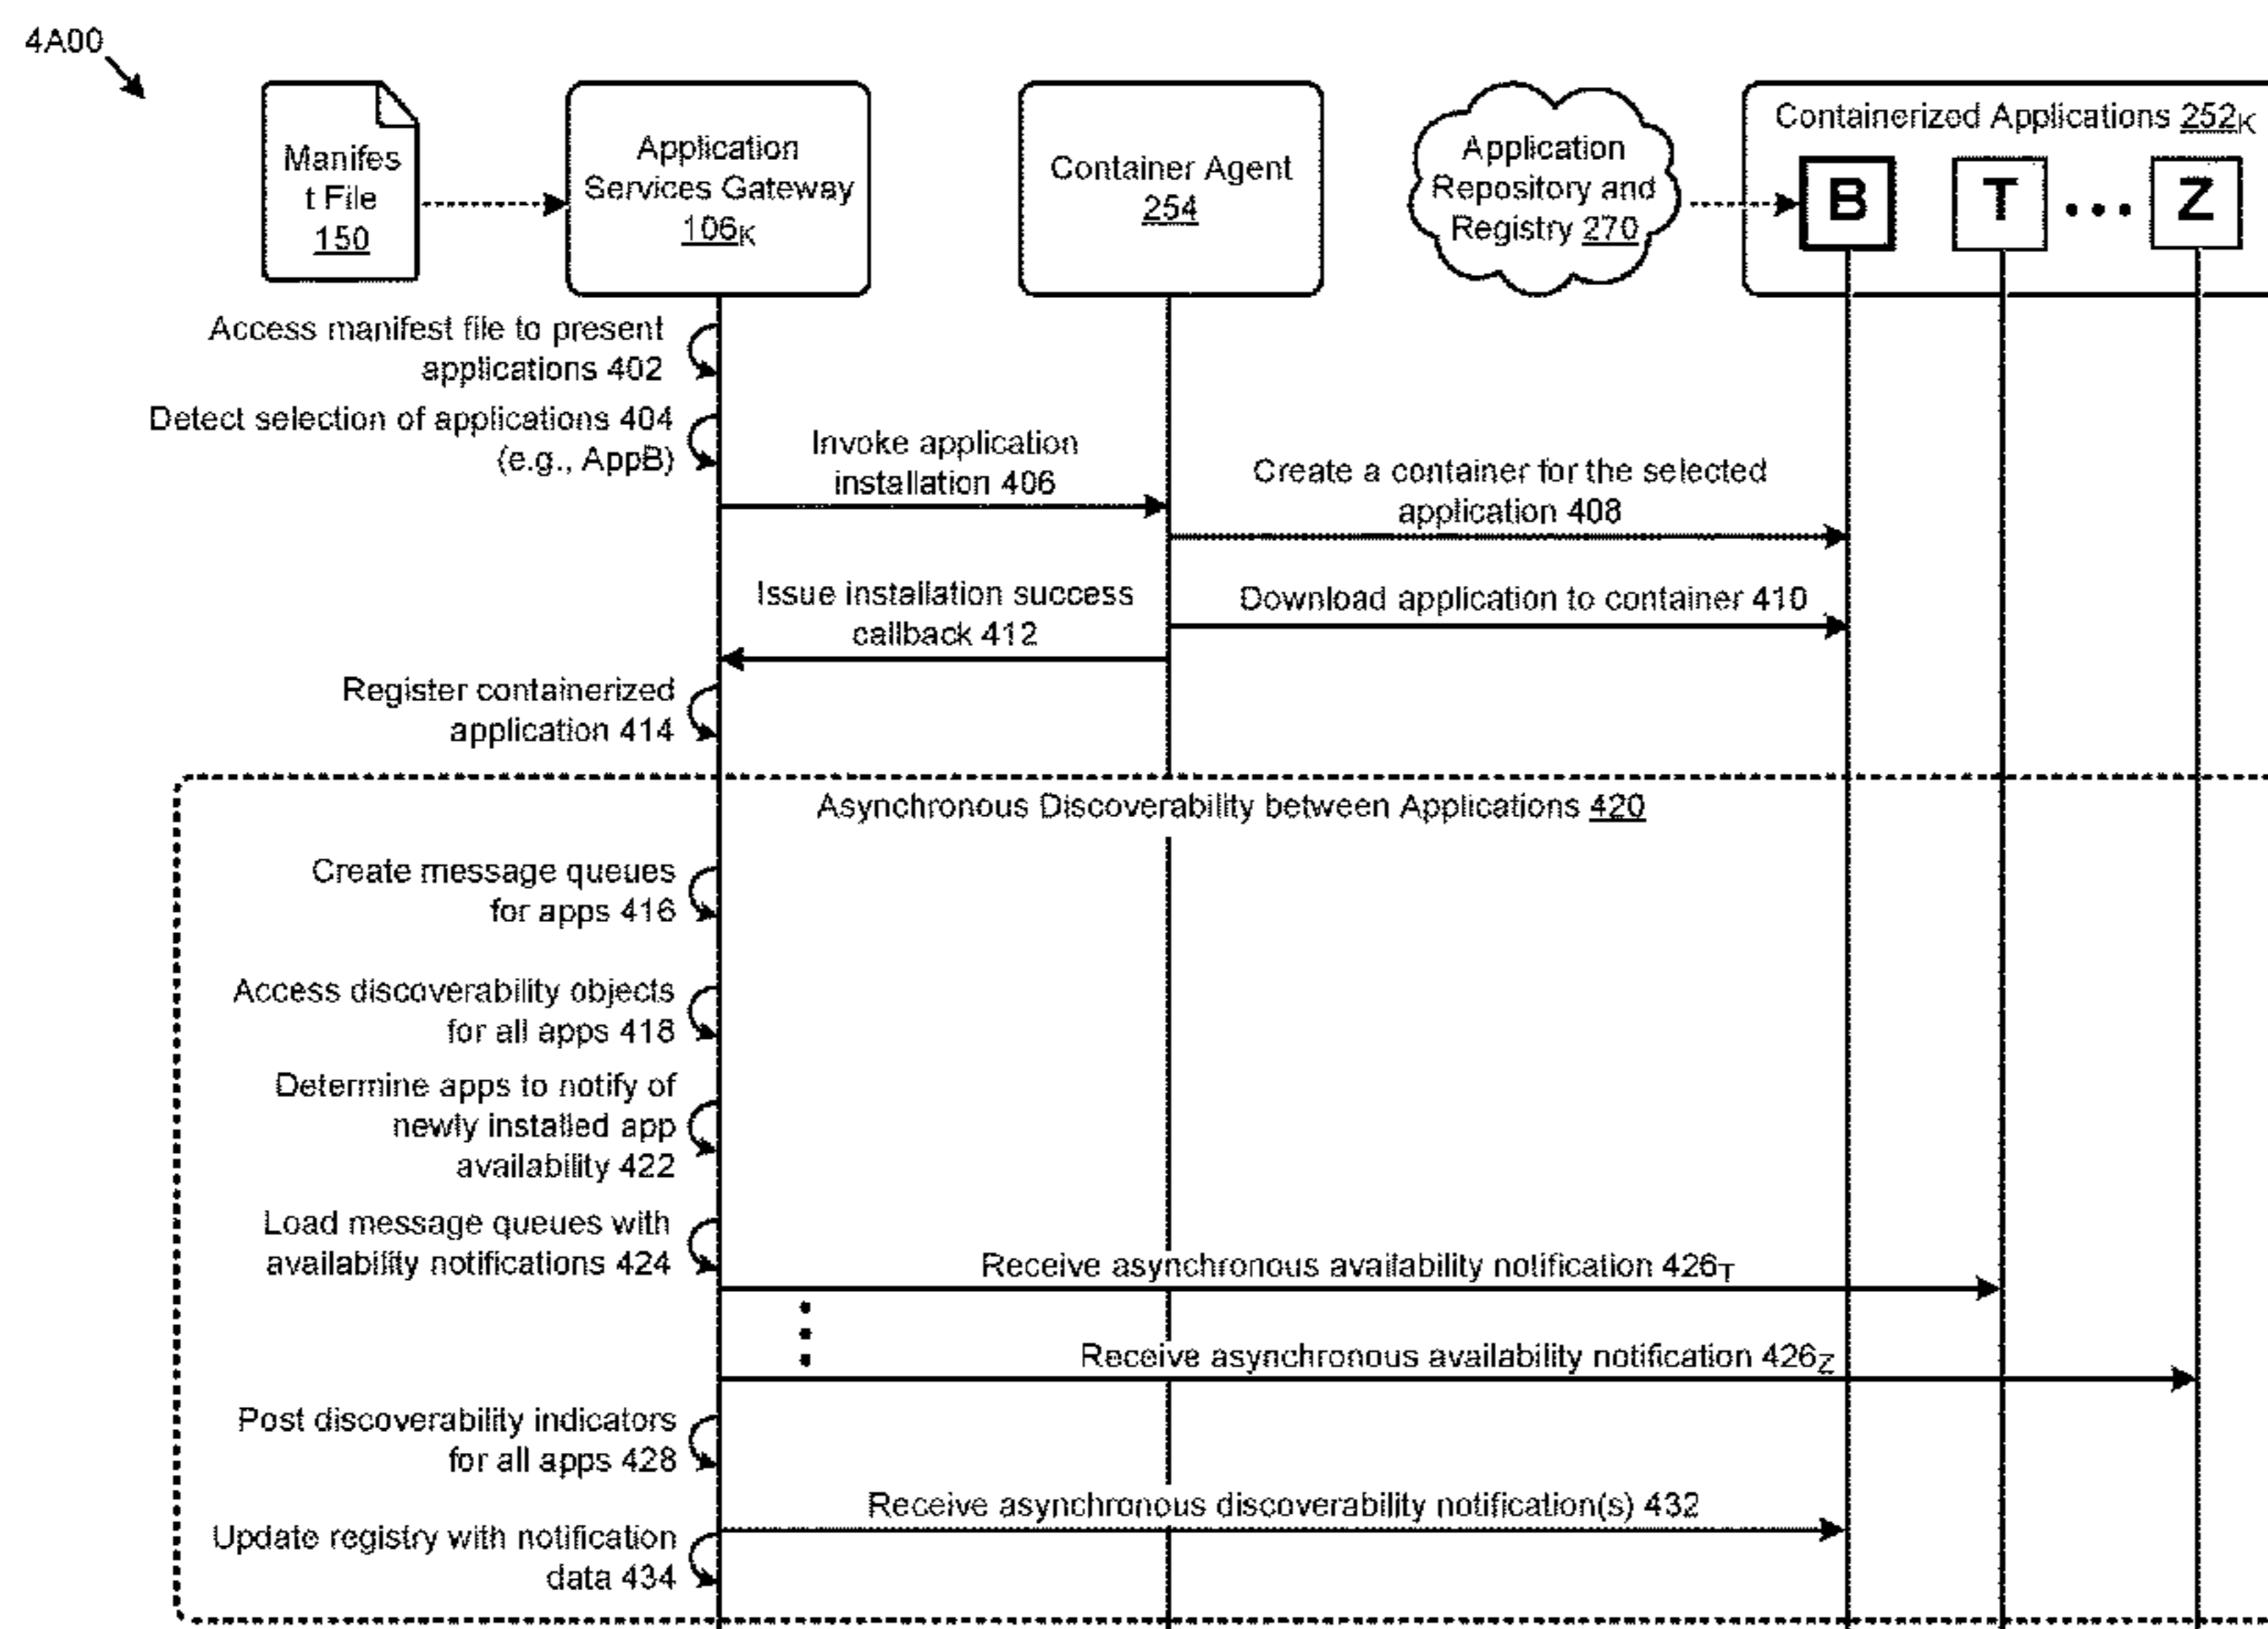 4A00
Manifes
t File
150
Application
Services Gateway
106K
Container Agent
254
Application
Repository and
Registry 270
Containerized Applications 252K
B
T
Z
Access manifest file to present
applications 402
Detect selection of applications 404
(e.g., AppB)
Invoke application
installation 406
Create a container for the selected
application 408
Issue installation success
callback 412
Download application to container 410
Register containerized
application 414
Asynchronous Discoverability between Applications 420
Create message queues
for apps 416
Access discoverability objects
for all apps 418
Determine apps to notify of
newly installed app
availability 422
Load message queues with
availability notifications 424
Receive asynchronous availability notification 426T
Receive asynchronous availability notification 426Z
Post discoverability indicators
for all apps 428
Receive asynchronous discoverability notification(s) 432
Update registry with notification
data 434